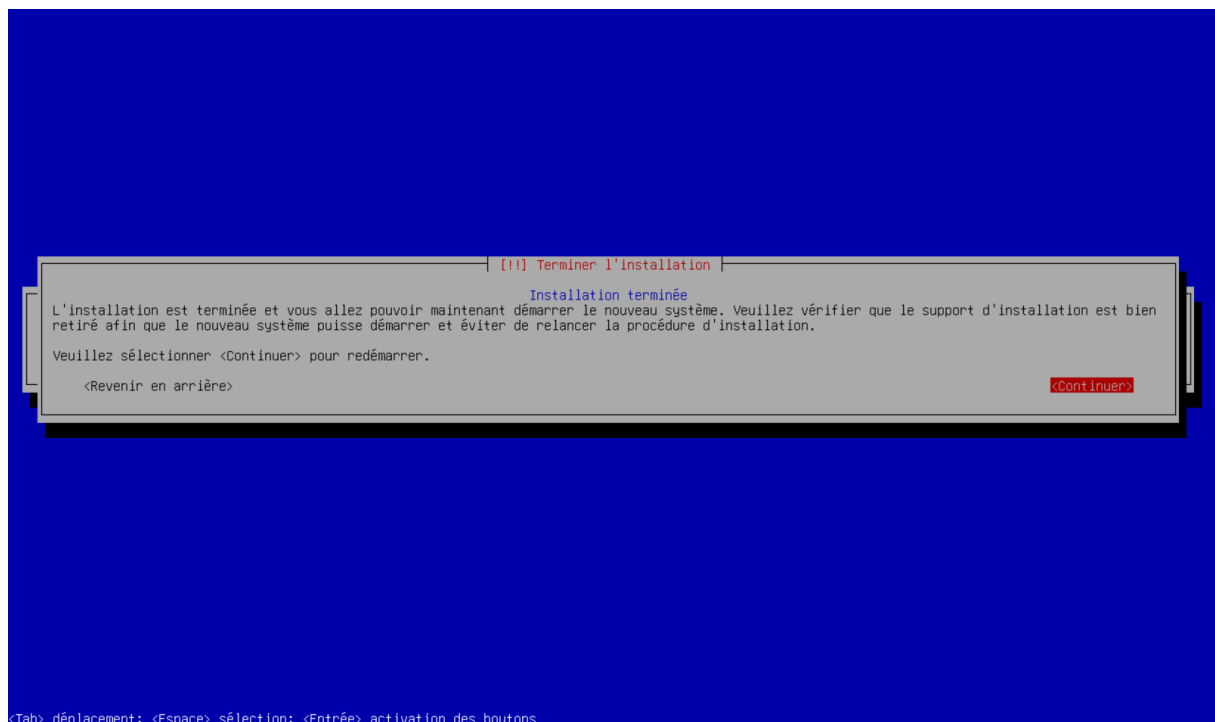 [!!] Terminer l'installation
Installation terminée
L'installation est terminée et vous allez pouvoir maintenant démarrer le nouveau système. Veuillez vérifier que le support d'installation est bien
retiré afin que le nouveau système puisse démarrer et éviter de relancer la procédure d'installation.
Veuillez sélectionner <Continuer> pour redémarrer.
<Revenir en arrière> <Continuer>
<Tab> déplacement; <Espace> sélection; <Entrée> activation des boutons